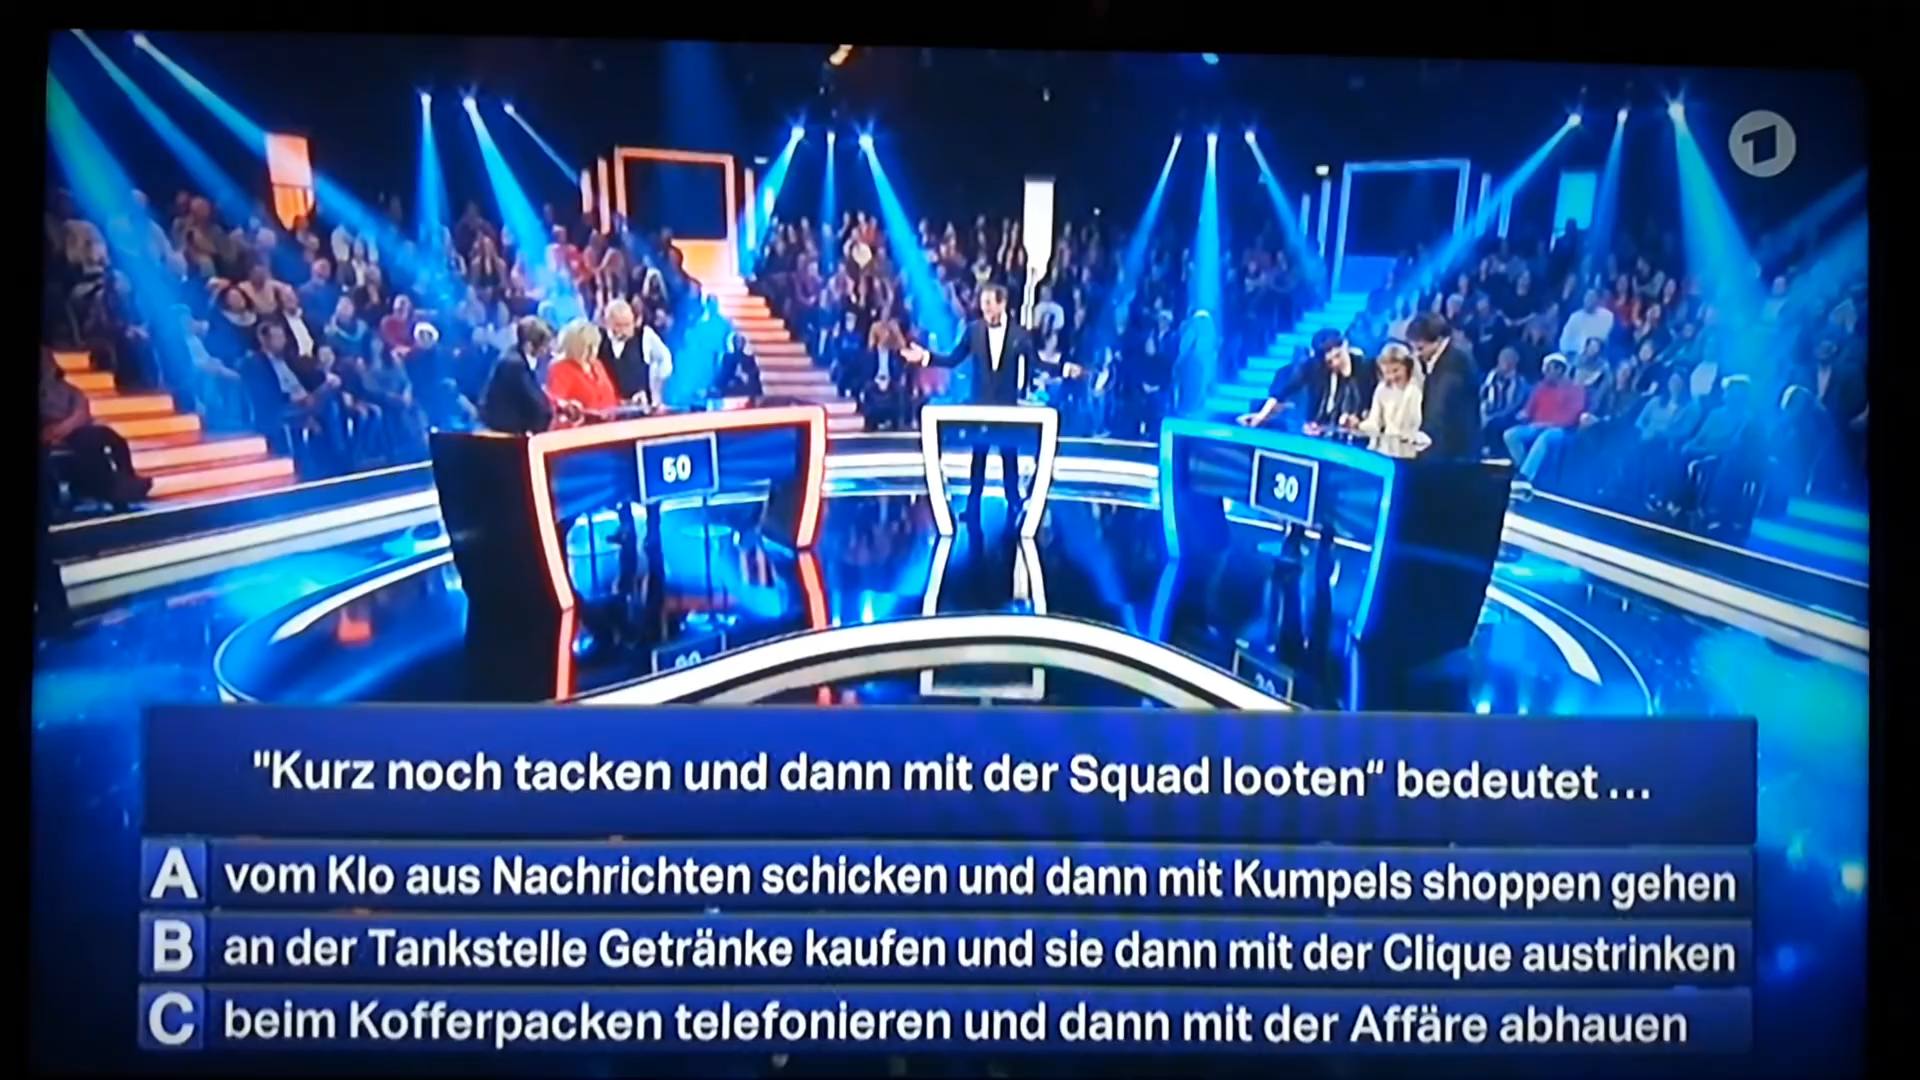 50
30
"Kurz noch tacken und dann mit der Squad looten“ bedeutet ...
A vom Klo aus Nachrichten schicken und dann mit Kumpels shoppen gehen
B an der Tankstelle Getränke kaufen und sie dann mit der Clique austrinken
C beim Kofferpacken telefonieren und dann mit der Affäre abhauen